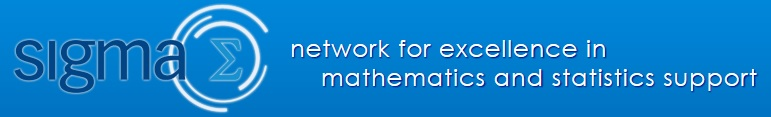 sigma Σ
network for excellence in
mathematics and statistics support